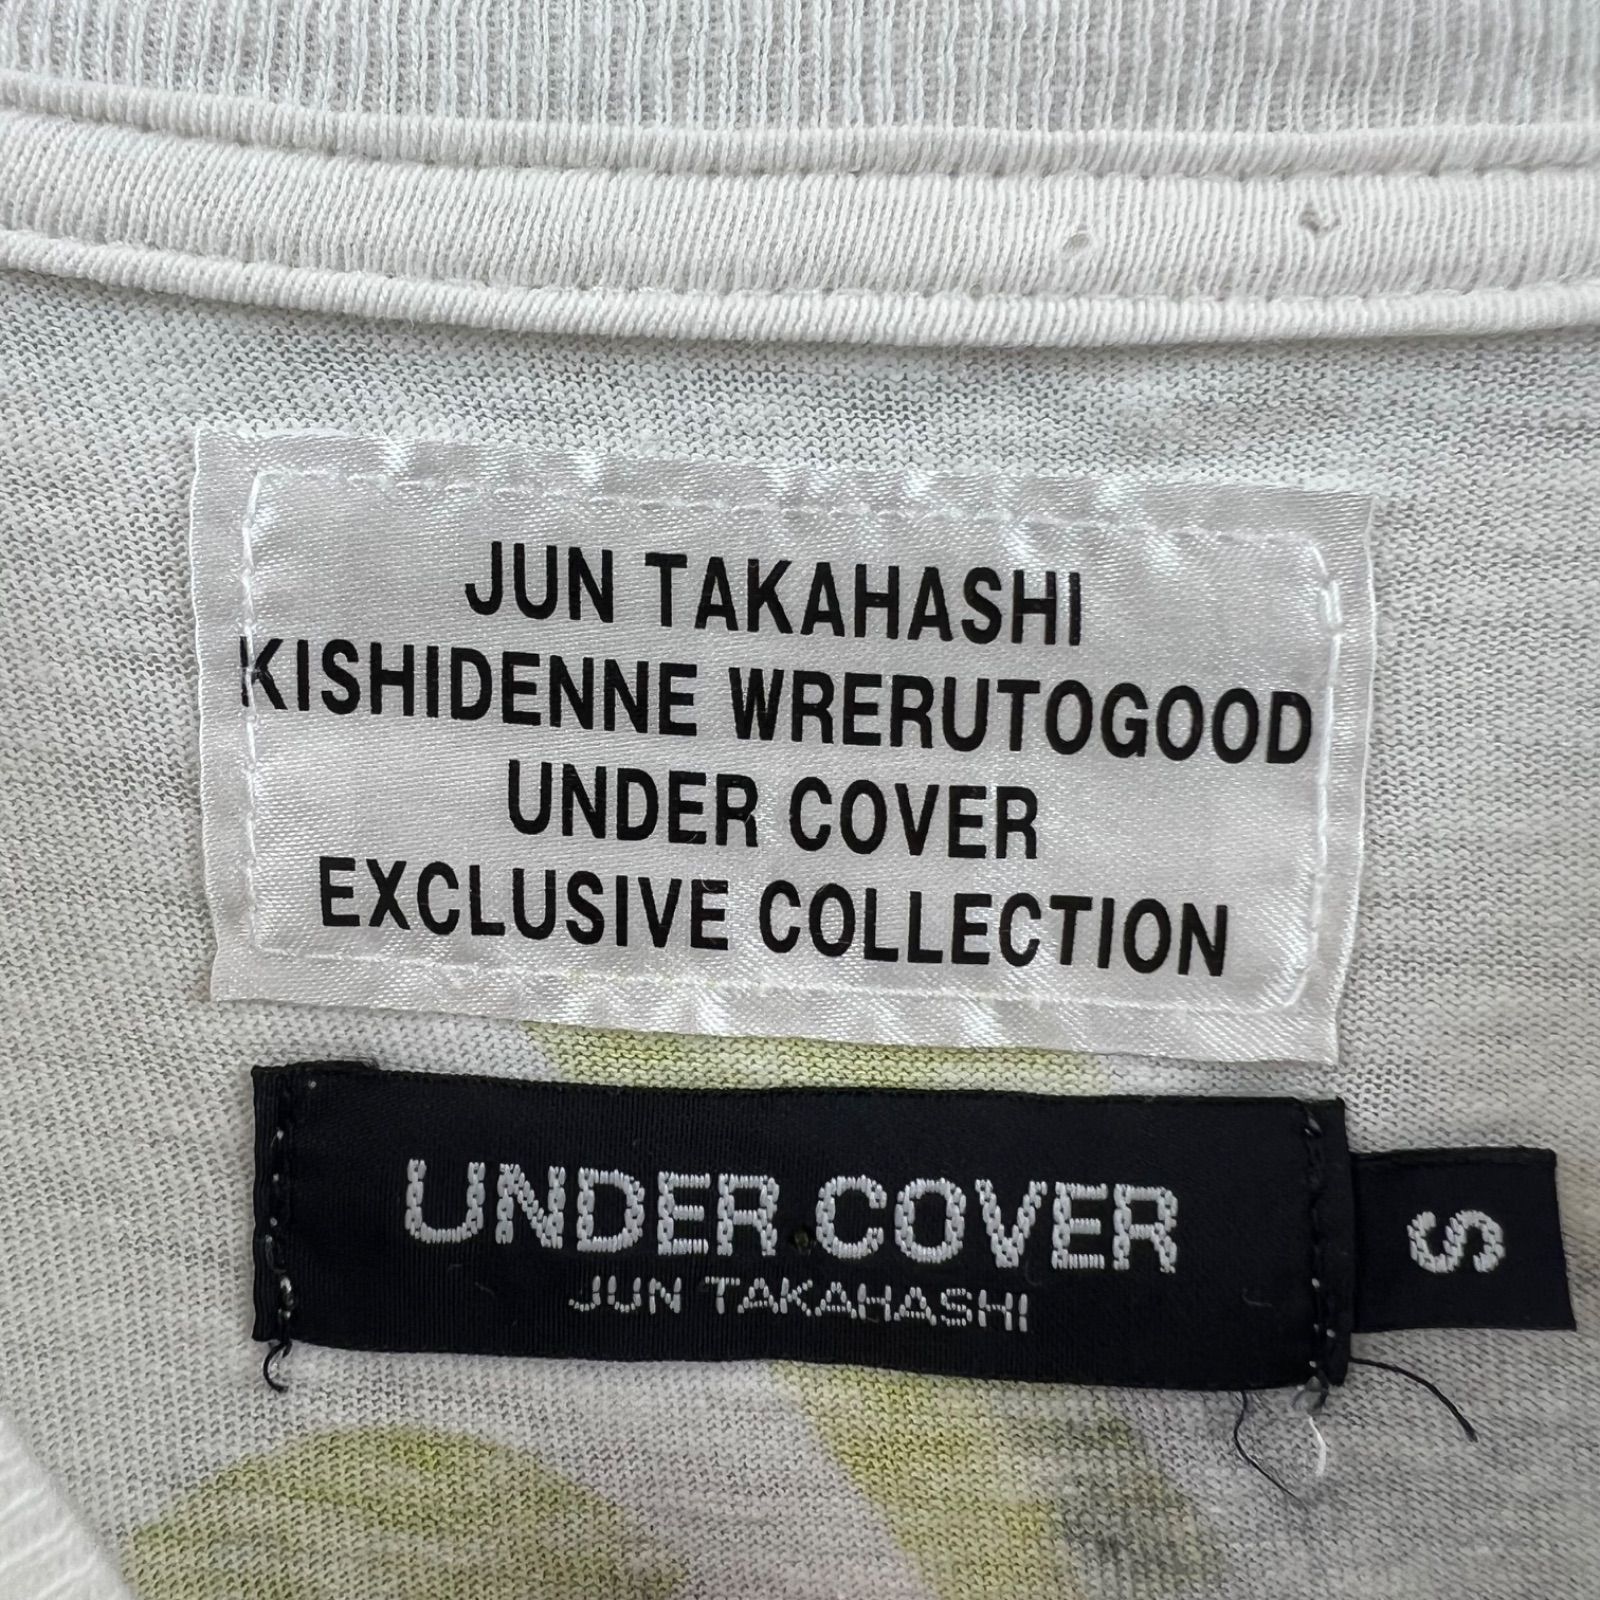 JUN TAKAHASHI
KISHIDENNE WRERUTOGOOD
UNDER COVER
EXCLUSIVE COLLECTION
UNDER COVER
JUN TAKAHASHI
S